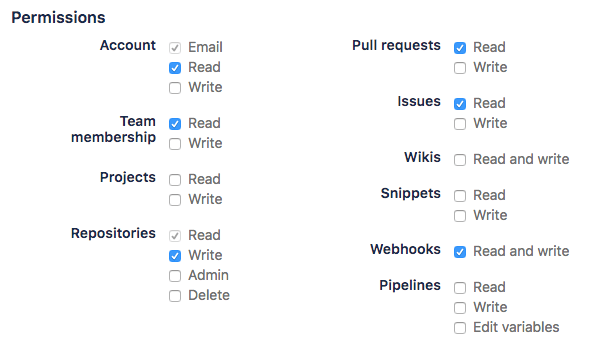 Permissions
Account
Email
Read
Write
Team
membership
Read
Write
Projects
Read
Write
Repositories
Read
Write
Admin
Delete
Pull requests
Read
Write
Issues
Read
Write
Wikis
Read and write
Snippets
Read
Write
Webhooks
Read and write
Pipelines
Read
Write
Edit variables